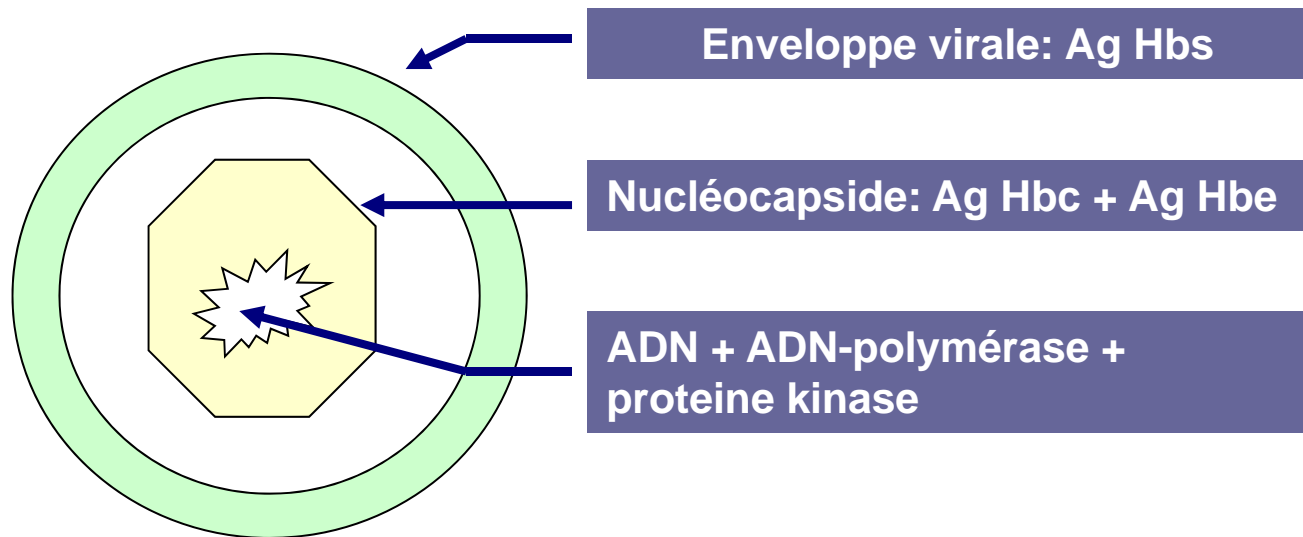 Enveloppe virale: Ag Hbs
Nucléocapside: Ag Hbc + Ag Hbe
ADN + ADN-polymérase +
proteine kinase